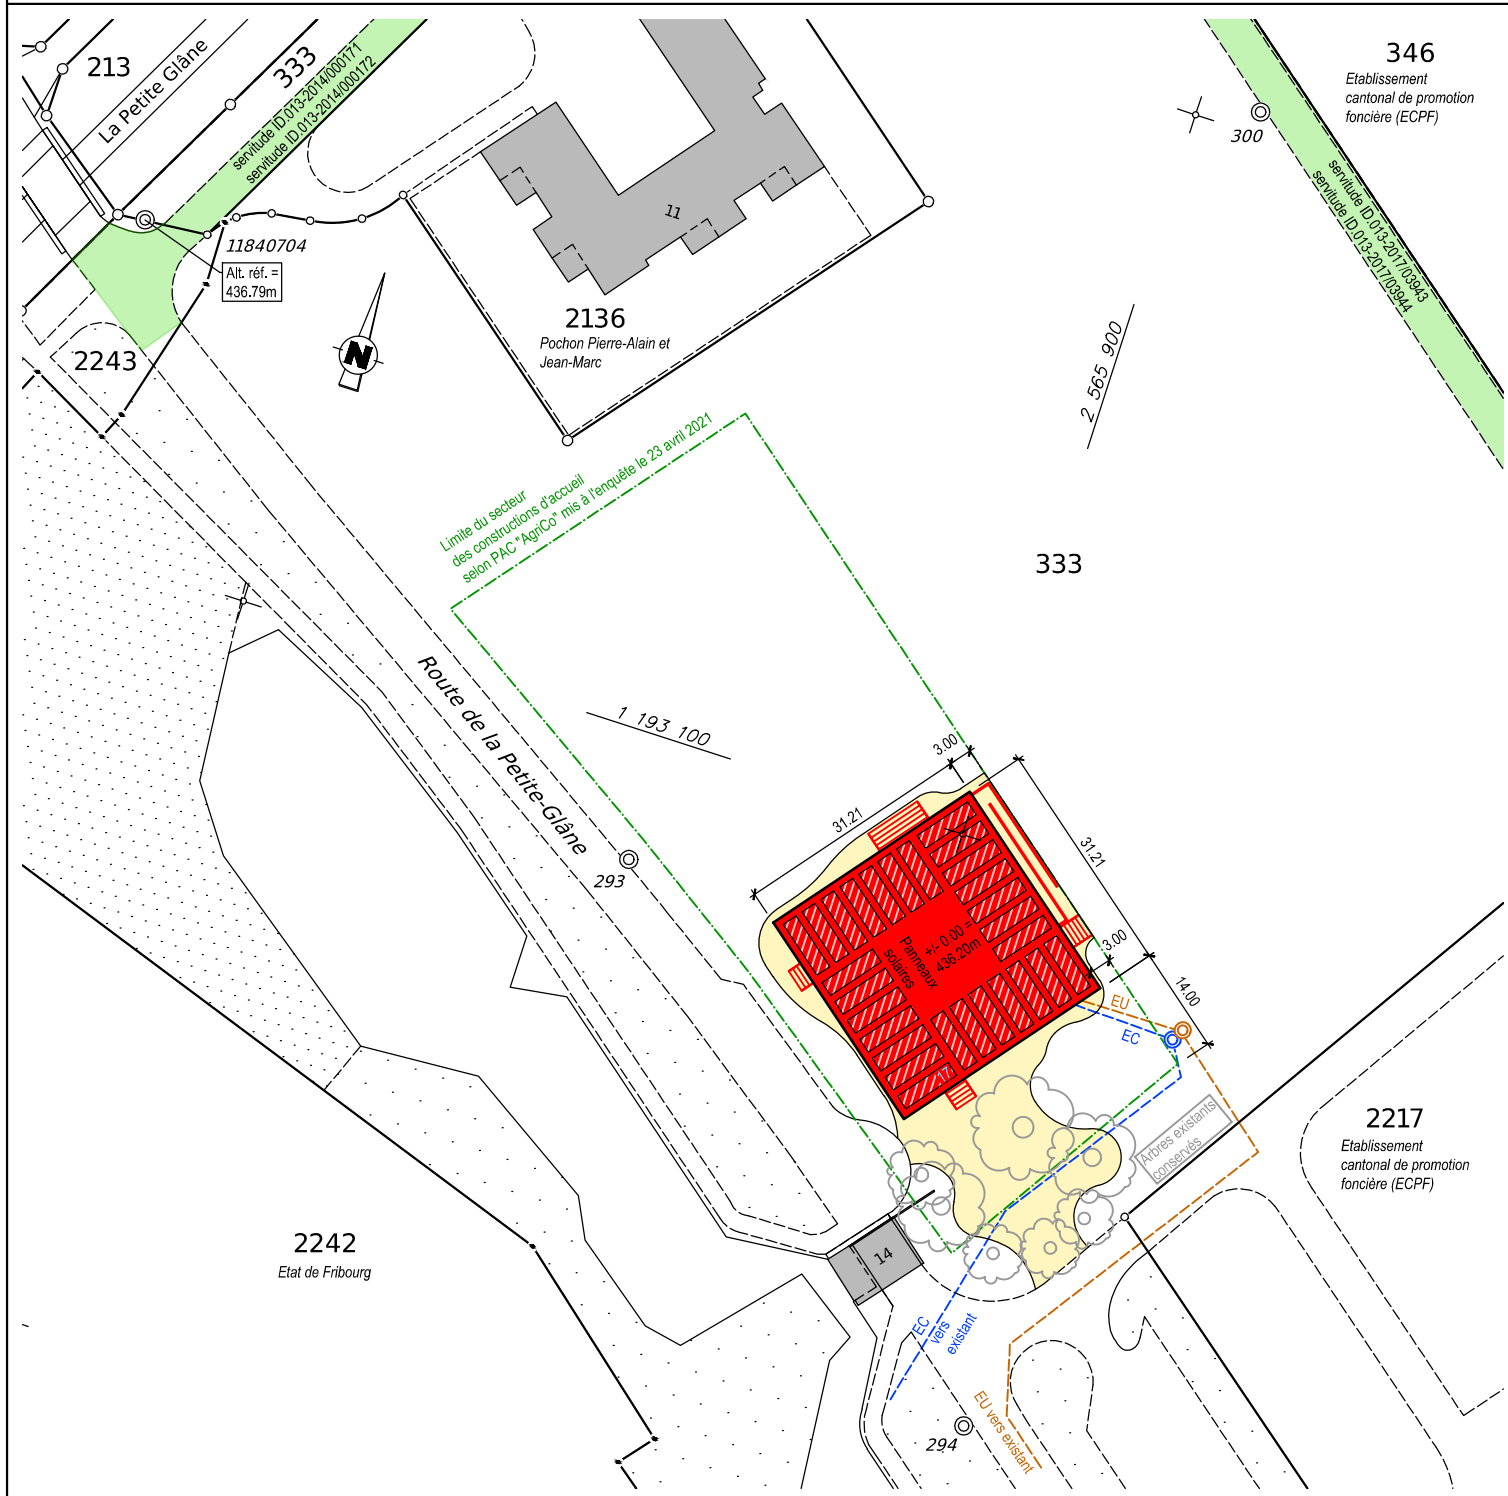 213
La Petite Glâne
333
servitude ID.013-2014/000171
servitude ID.013-2014/000172
346
Etablissement
cantonal de promotion
foncière (ECPF)
300
servitude ID.013-2017/03943
servitude ID.013-2017/03944
11
11840704
Alt. réf. =
436.79m
2136
Pochon Pierre-Alain et
Jean-Marc
N
2243
2 565 900
Limite du secteur
des constructions d'accueil
selon PAC "AgriCo" mis à l'enquête le 23 avril 2021
333
Route de la Petite-Glâne
1 193 100
3.00
31.21
31.21
293
+/- 0.00 =
436.20m
Panneaux
solaires
3.00
14.00
EU
EC
17
Arbres existants
conservés
2217
Etablissement
cantonal de promotion
foncière (ECPF)
2242
Etat de Fribourg
14
EC
vers
existant
EU vers existant
294